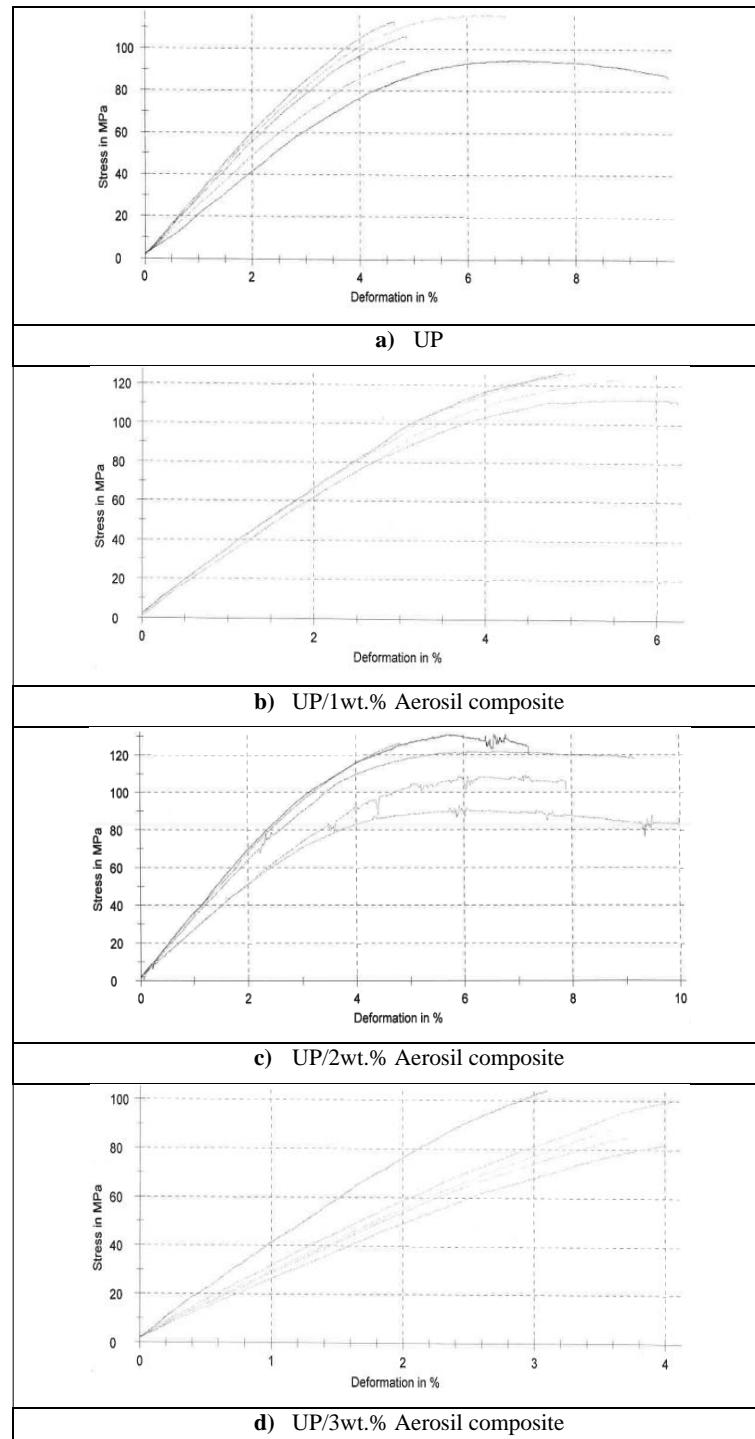 100
80
60
40
20
0
Stress in MPa
0 2 4 6 8
Deformation in %
a) UP
120
100
80
60
40
20
0
Stress in MPa
0 2 4 6
Deformation in %
b) UP/1wt.% Aerosil composite
120
100
80
60
40
20
0
Stress in MPa
0 2 4 6 8 10
Deformation in %
c) UP/2wt.% Aerosil composite
100
80
60
40
20
0
Stress in MPa
0 1 2 3 4
Deformation in %
d) UP/3wt.% Aerosil composite